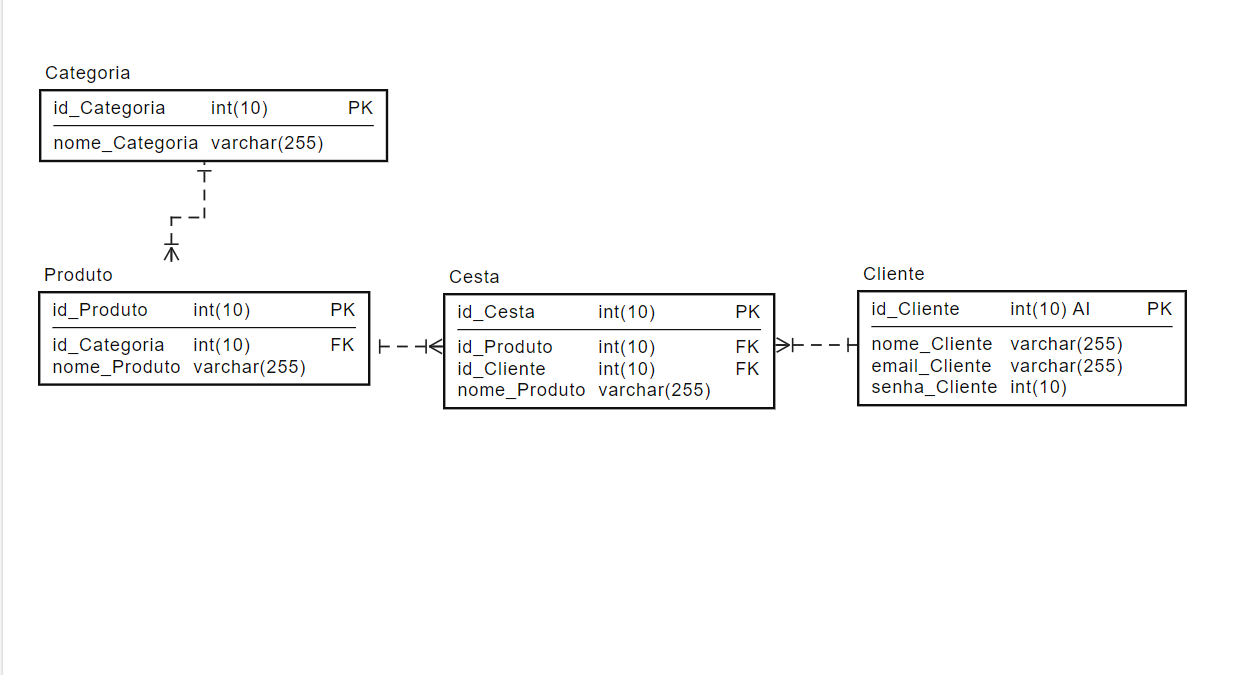 Categoria
id_Categoria int(10) PK
nome_Categoria varchar(255)
Produto
id_Produto int(10) PK
id_Categoria int(10) FK
nome_Produto varchar(255)
Cesta
id_Cesta int(10) PK
id_Produto int(10) FK
id_Cliente int(10) FK
nome_Produto varchar(255)
Cliente
id_Cliente int(10) AI PK
nome_Cliente varchar(255)
email_Cliente varchar(255)
senha_Cliente int(10)